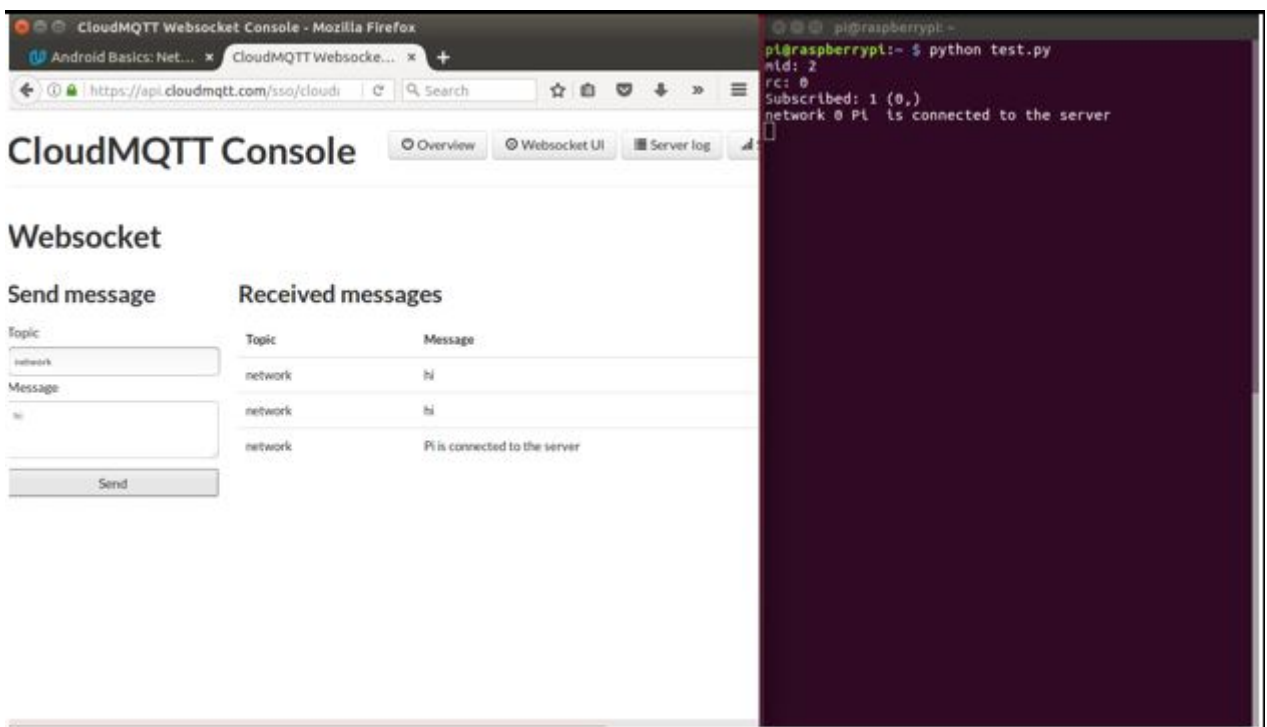 CloudMQTT Websocket Console - Mozilla Firefox
Android Basics: Net... × CloudMQTT Websocke... × +
https://api.cloudmqtt.com/sso/cloudi Search
CloudMQTT Console
Overview Websocket UI Server log
Websocket
Send message
Topic
network
Message
hi
Send
Received messages
Topic Message
network hi
network hi
network Pi is connected to the server
pi@raspberrypi: ~
pi@raspberrypi:~ $ python test.py
mid: 2
rc: 0
Subscribed: 1 (0,)
network 0 Pi  is connected to the server